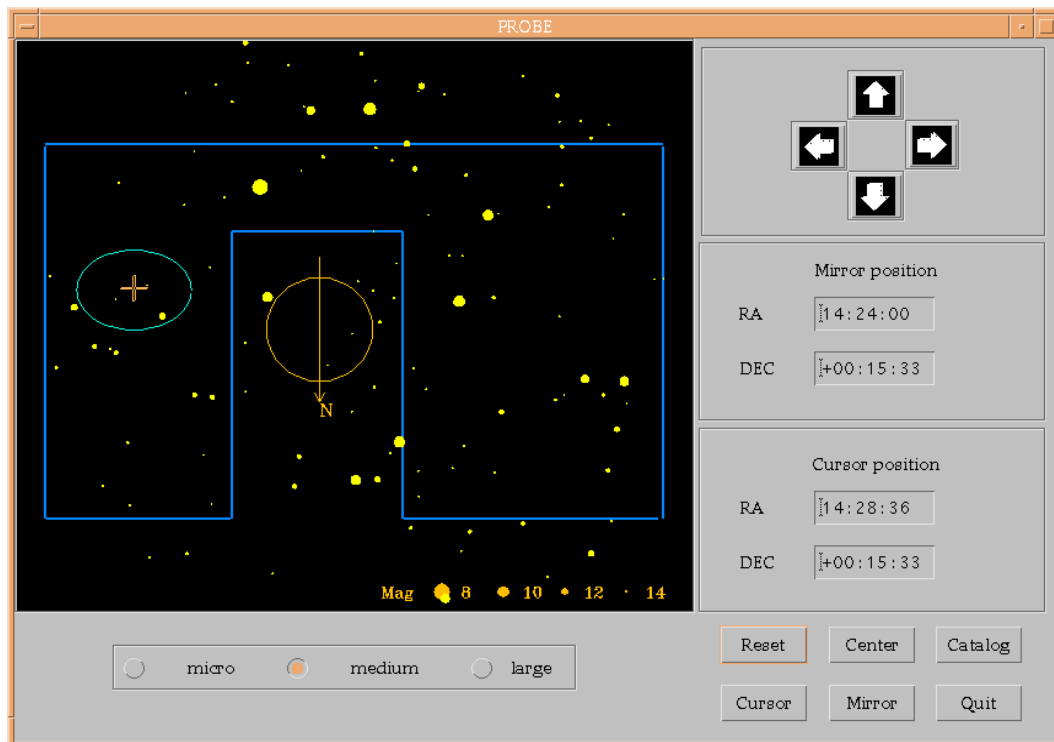 PROBE
N
Mag 8 10 12 14
Mirror position
RA 14:24:00
DEC +00:15:33
Cursor position
RA 14:28:36
DEC +00:15:33
micro medium large
Reset Center Catalog
Cursor Mirror Quit